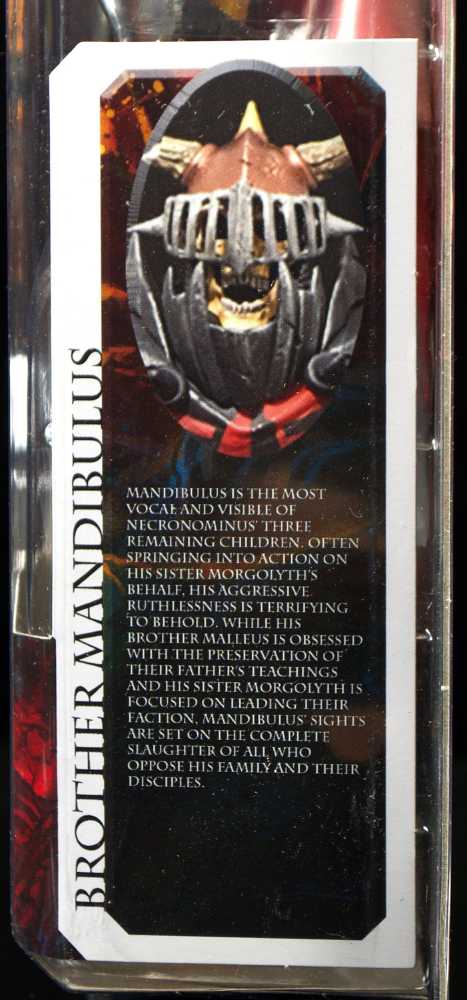 BROTHER MANDIBULUS
MANDIBULUS IS THE MOST
VOCAL AND VISIBLE OF
NECRONOMINUS' THREE
REMAINING CHILDREN. OFTEN
SPRINGING INTO ACTION ON
HIS SISTER MORGOLYTH'S
BEHALF, HIS AGGRESSIVE
RUTHLESSNESS IS TERRIFYING
TO BEHOLD. WHILE HIS
BROTHER MALLEUS IS OBSESSED
WITH THE PRESERVATION OF
THEIR FATHER'S TEACHINGS
AND HIS SISTER MORGOLYTH IS
FOCUSED ON LEADING THEIR
FACTION, MANDIBULUS' SIGHTS
ARE SET ON THE COMPLETE
SLAUGHTER OF ALL WHO
OPPOSE HIS FAMILY AND THEIR
DISCIPLES.